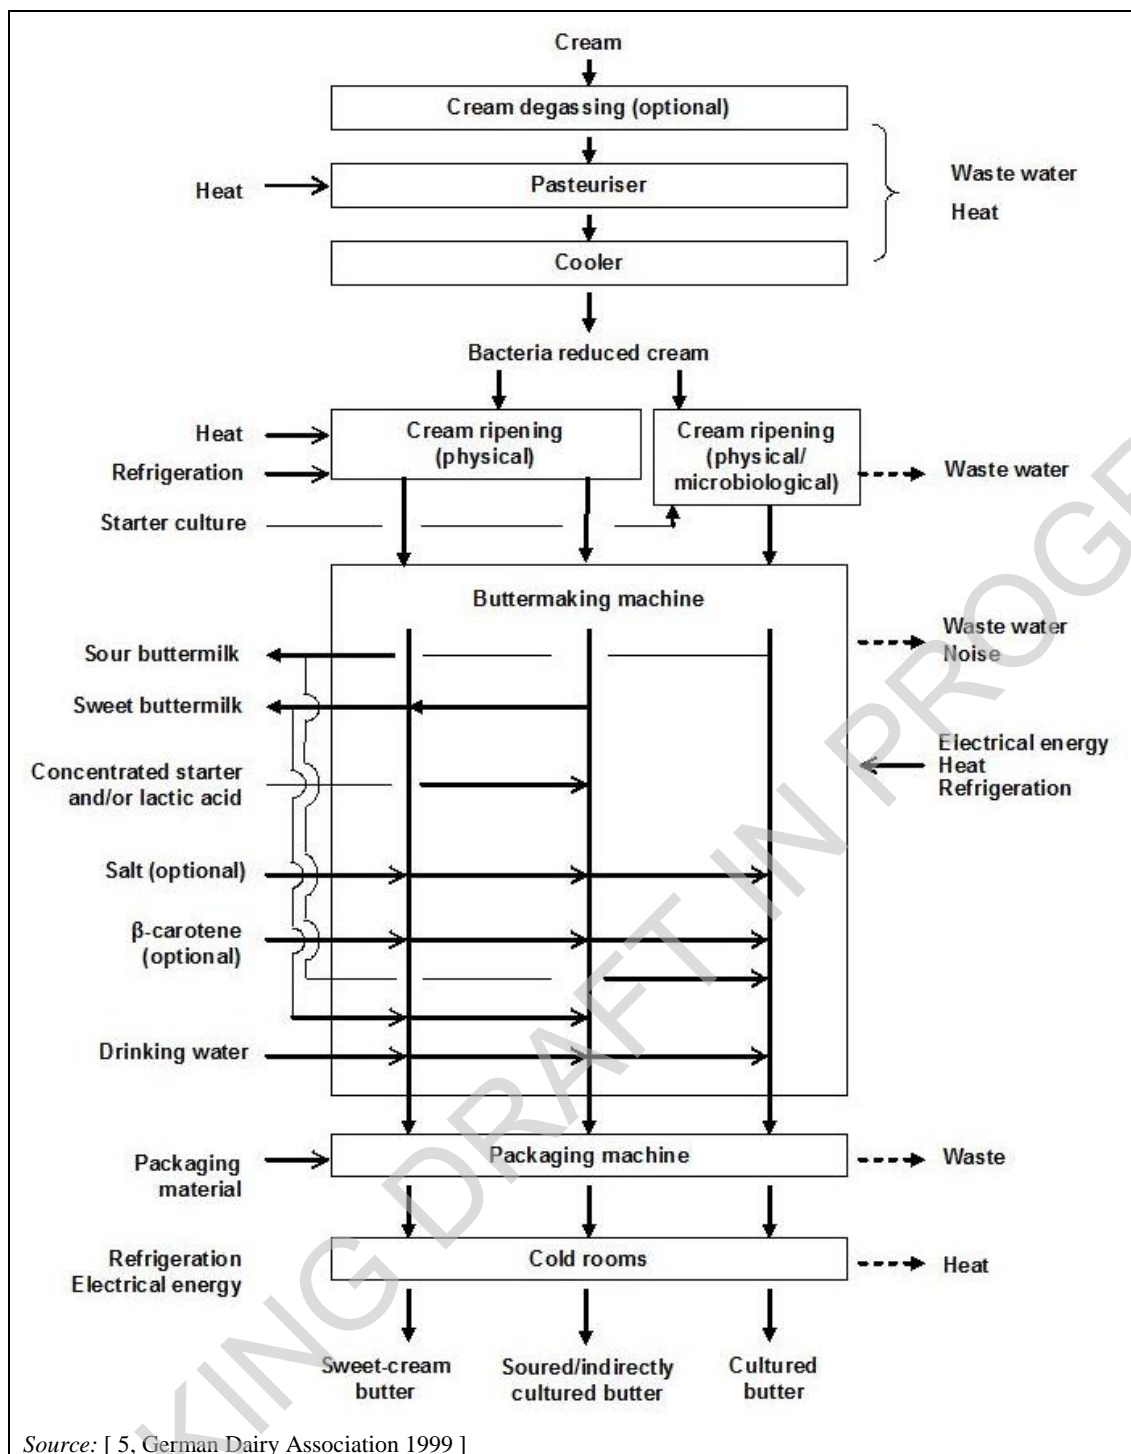 Cream
Cream degassing (optional)
Heat
Pasteuriser
Waste water
Heat
Cooler
Bacteria reduced cream
Heat
Refrigeration
Cream ripening
(physical)
Cream ripening
(physical/
microbiological)
Waste water
Starter culture
Buttermaking machine
Sour buttermilk
Waste water
Noise
Sweet buttermilk
Concentrated starter
and/or lactic acid
Electrical energy
Heat
Refrigeration
Salt (optional)
β-carotene
(optional)
Drinking water
Packaging
material
Packaging machine
Waste
Refrigeration
Electrical energy
Cold rooms
Heat
Sweet-cream
butter
Soured/indirectly
cultured butter
Cultured
butter
Source: [ 5, German Dairy Association 1999 ]
KING DRAFT IN PROGR